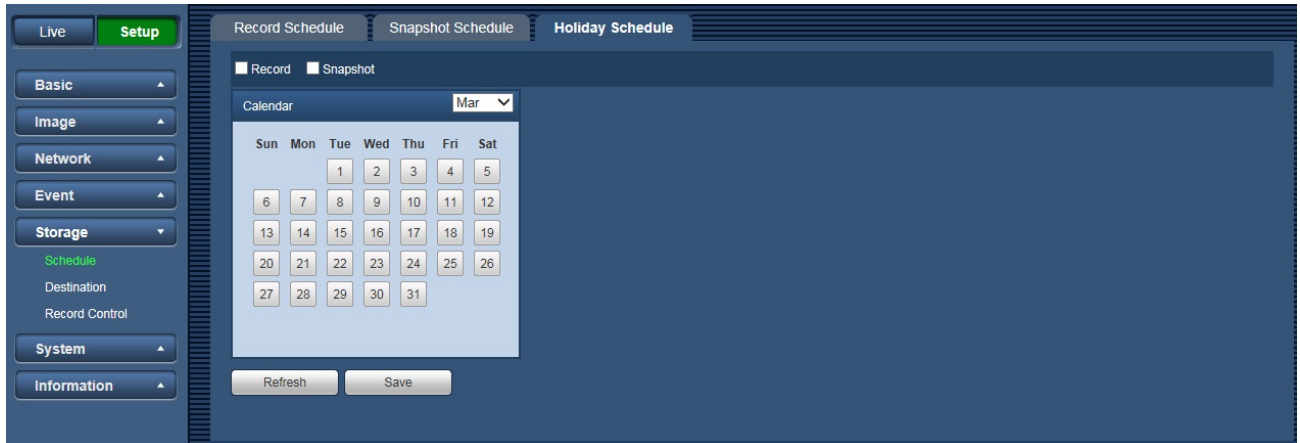 Live Setup
Basic
Image
Network
Event
Storage
Schedule
Destination
Record Control
System
Information
Record Schedule Snapshot Schedule Holiday Schedule
Record Snapshot
Calendar Mar
Sun Mon Tue Wed Thu Fri Sat
1 2 3 4 5
6 7 8 9 10 11 12
13 14 15 16 17 18 19
20 21 22 23 24 25 26
27 28 29 30 31
Refresh Save